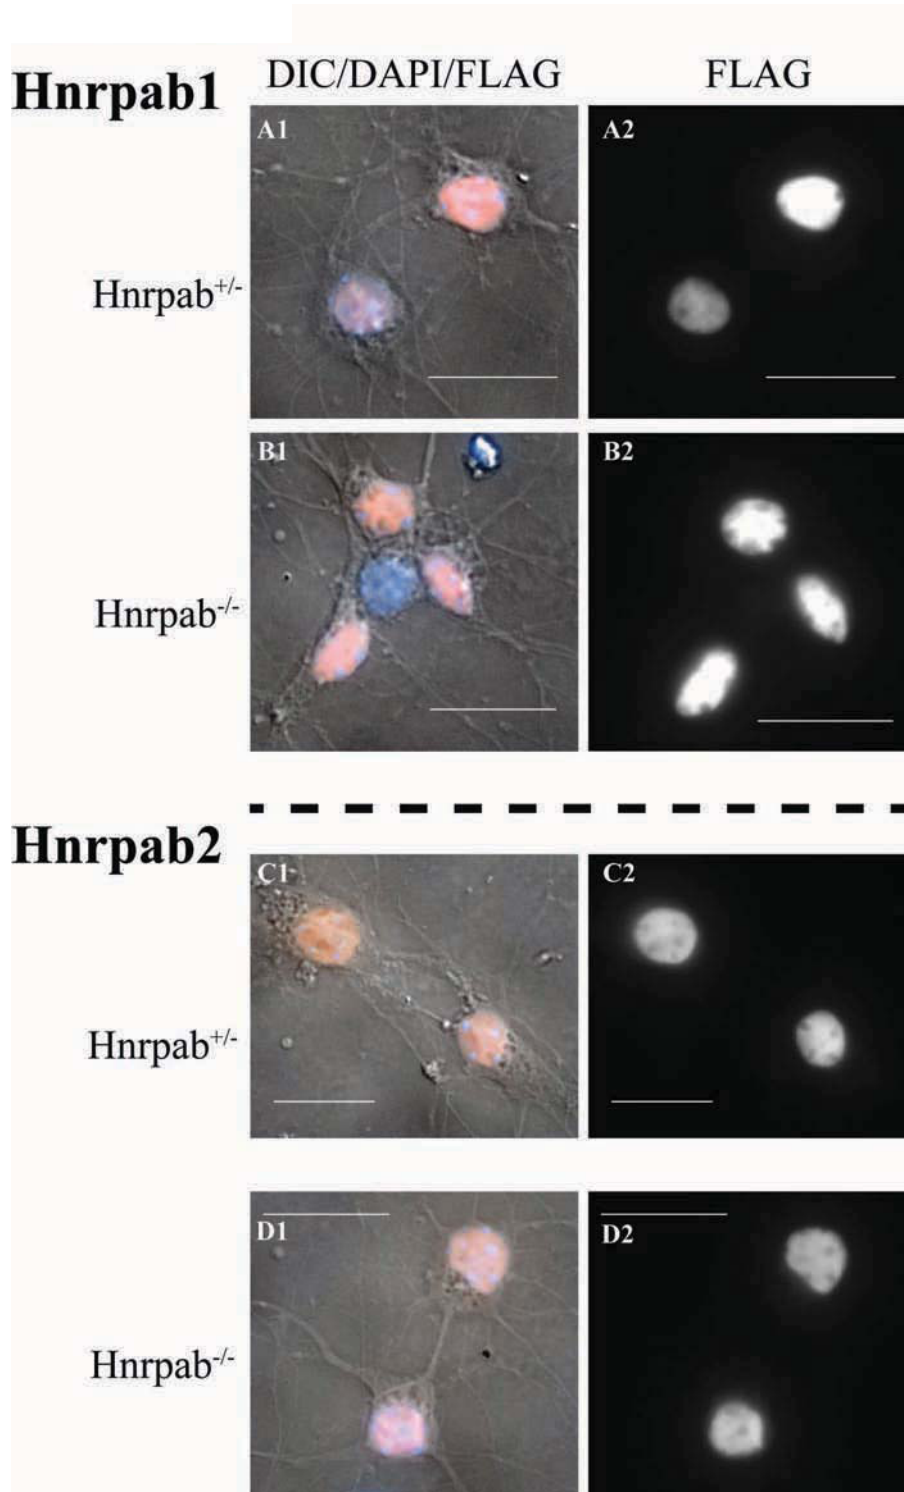 DIC/DAPI/FLAG FLAG
Hnrpab1
A1 A2
Hnrpab+/-
B1 B2
Hnrpab-/-
Hnrpab2
C1 C2
Hnrpab+/-
D1 D2
Hnrpab-/-